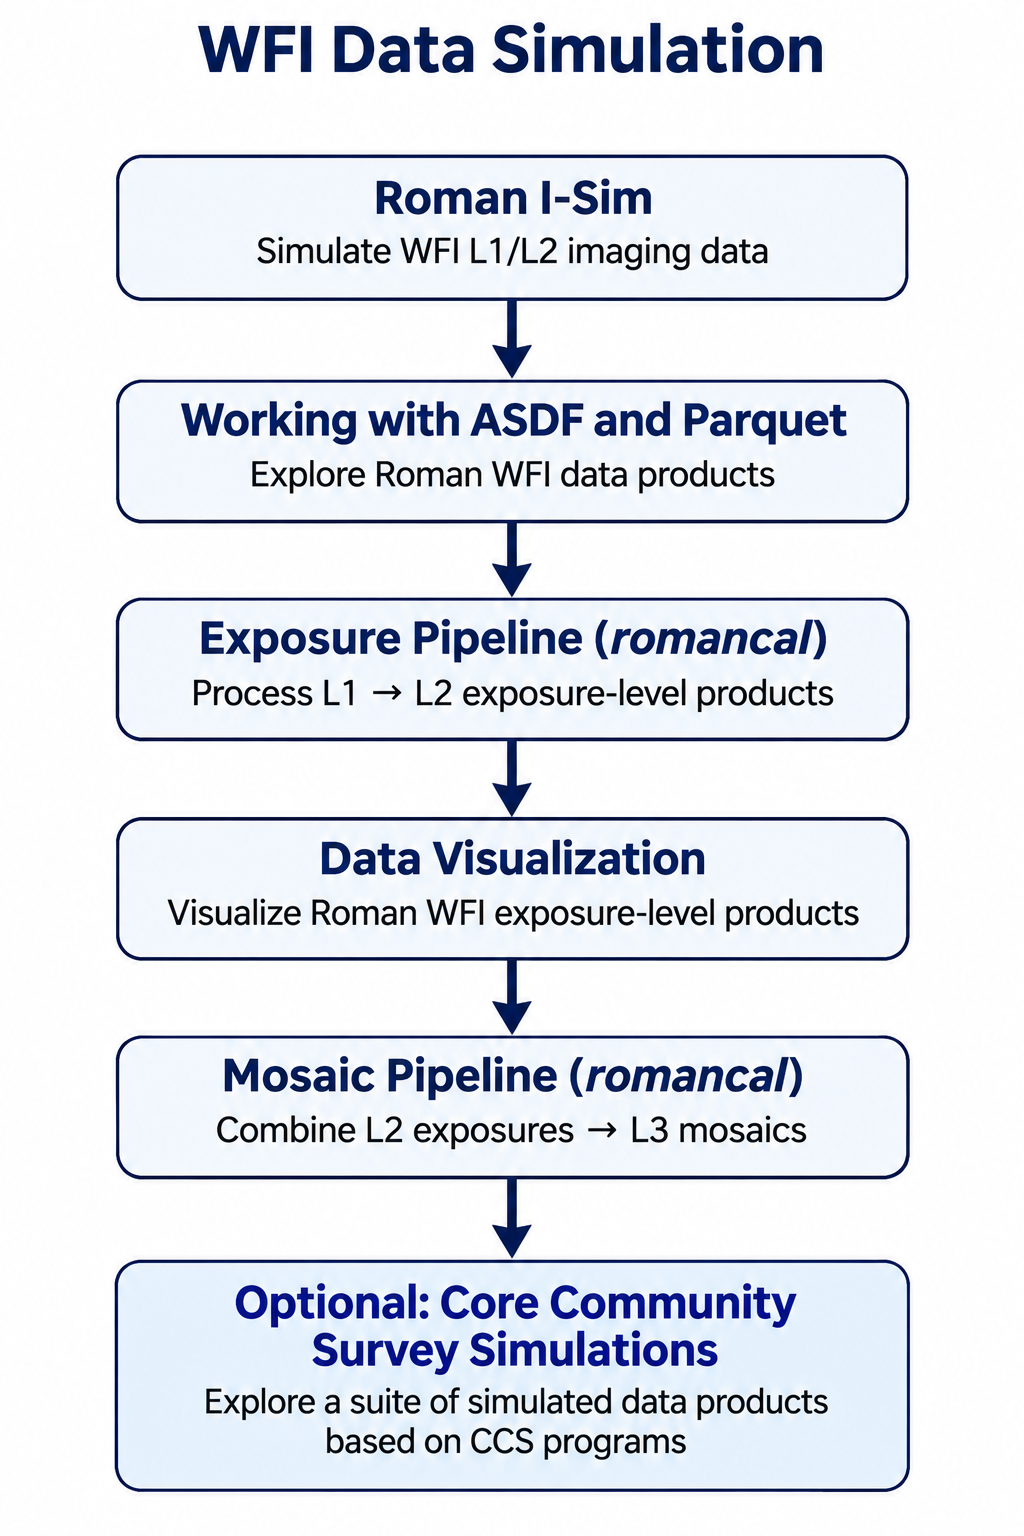 WFI Data Simulation
Roman I-Sim
Simulate WFI L1/L2 imaging data
Working with ASDF and Parquet
Explore Roman WFI data products
Exposure Pipeline (romancal)
Process L1 → L2 exposure-level products
Data Visualization
Visualize Roman WFI exposure-level products
Mosaic Pipeline (romancal)
Combine L2 exposures → L3 mosaics
Optional: Core Community
Survey Simulations
Explore a suite of simulated data products
based on CCS programs